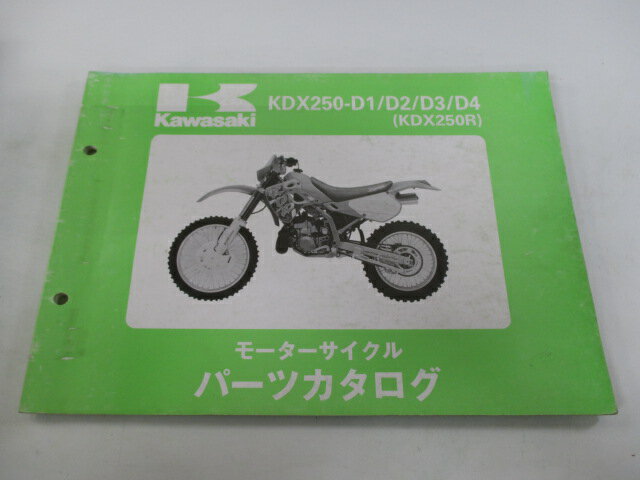 KDX250-D1/D2/D3/D4
Kawasaki
(KDX250R)
モーターサイクル
パーツカタログ